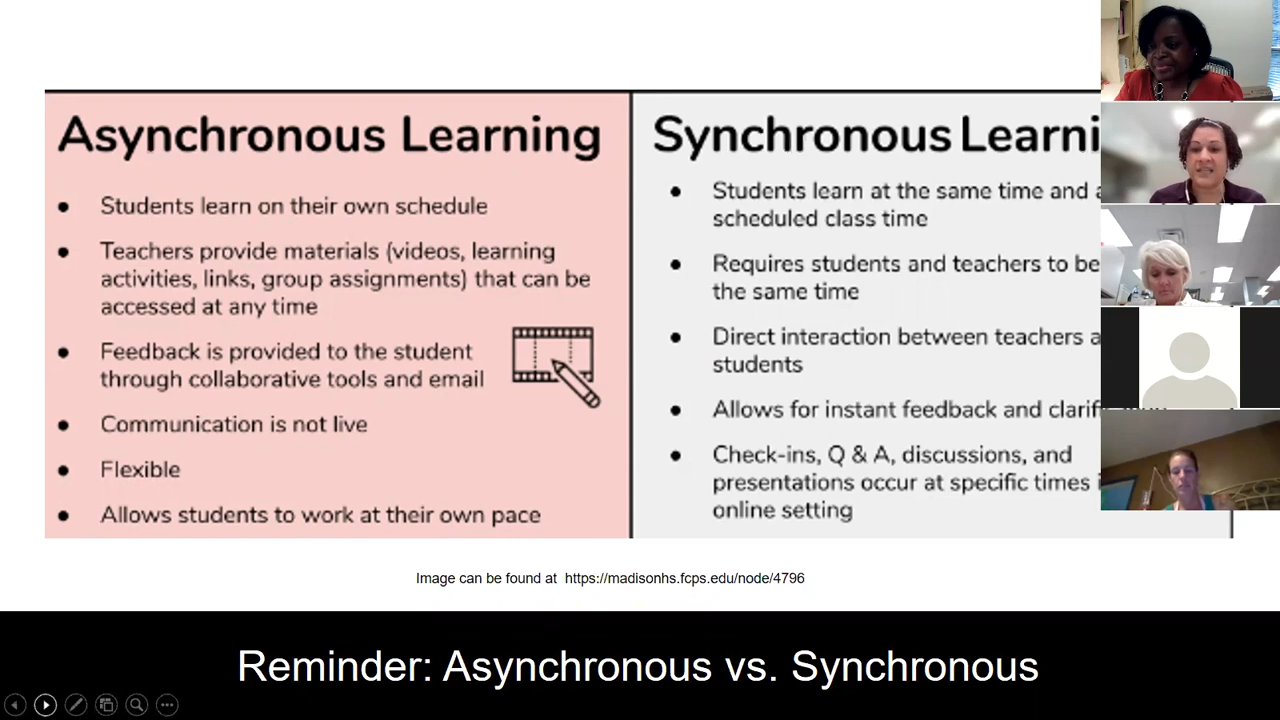 Asynchronous Learning
● Students learn on their own schedule
● Teachers provide materials (videos, learning
activities, links, group assignments) that can be
accessed at any time
● Feedback is provided to the student
through collaborative tools and email
● Communication is not live
● Flexible
● Allows students to work at their own pace
Synchronous Learni
● Students learn at the same time and
scheduled class time
● Requires students and teachers to be
the same time
● Direct interaction between teachers
students
● Allows for instant feedback and
● Check-ins, Q & A, discussions, and
presentations occur at specific times
online setting
Image can be found at https://madisonhs.fcps.edu/node/4796
Reminder: Asynchronous vs. Synchronous